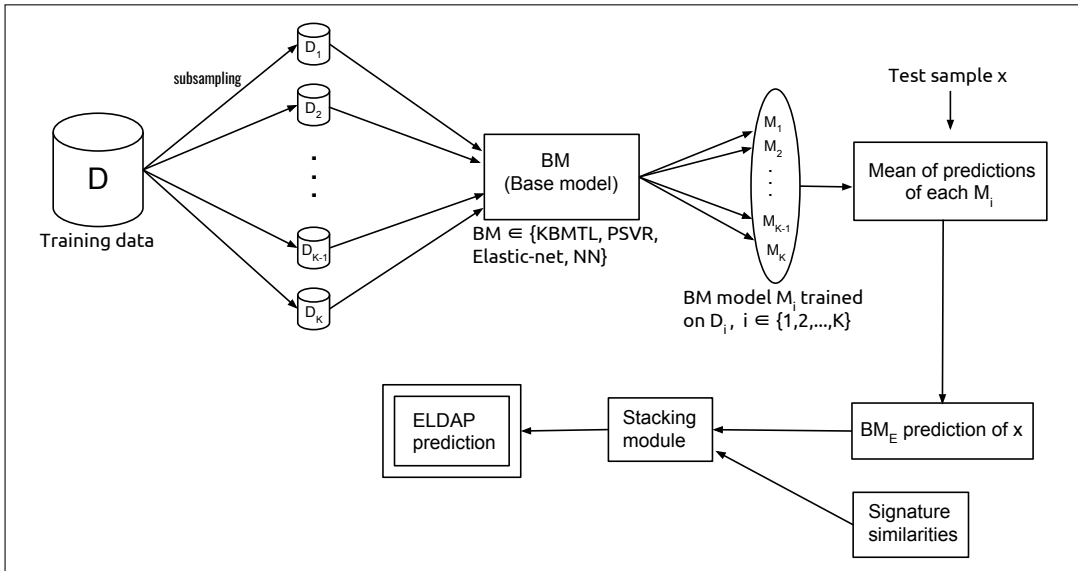 subsampling
D1
D2
.
.
.
DK-1
DK
D
Training data
BM
(Base model)
BM ∈ {KBMTL, PSVR,
Elastic-net, NN}
M1
M2
.
.
.
.
MK-1
MK
BM model Mi trained
on Di, i ∈ {1,2,...,K}
Test sample x
Mean of predictions
of each Mi
BME prediction of x
Signature
similarities
Stacking
module
ELDAP
prediction